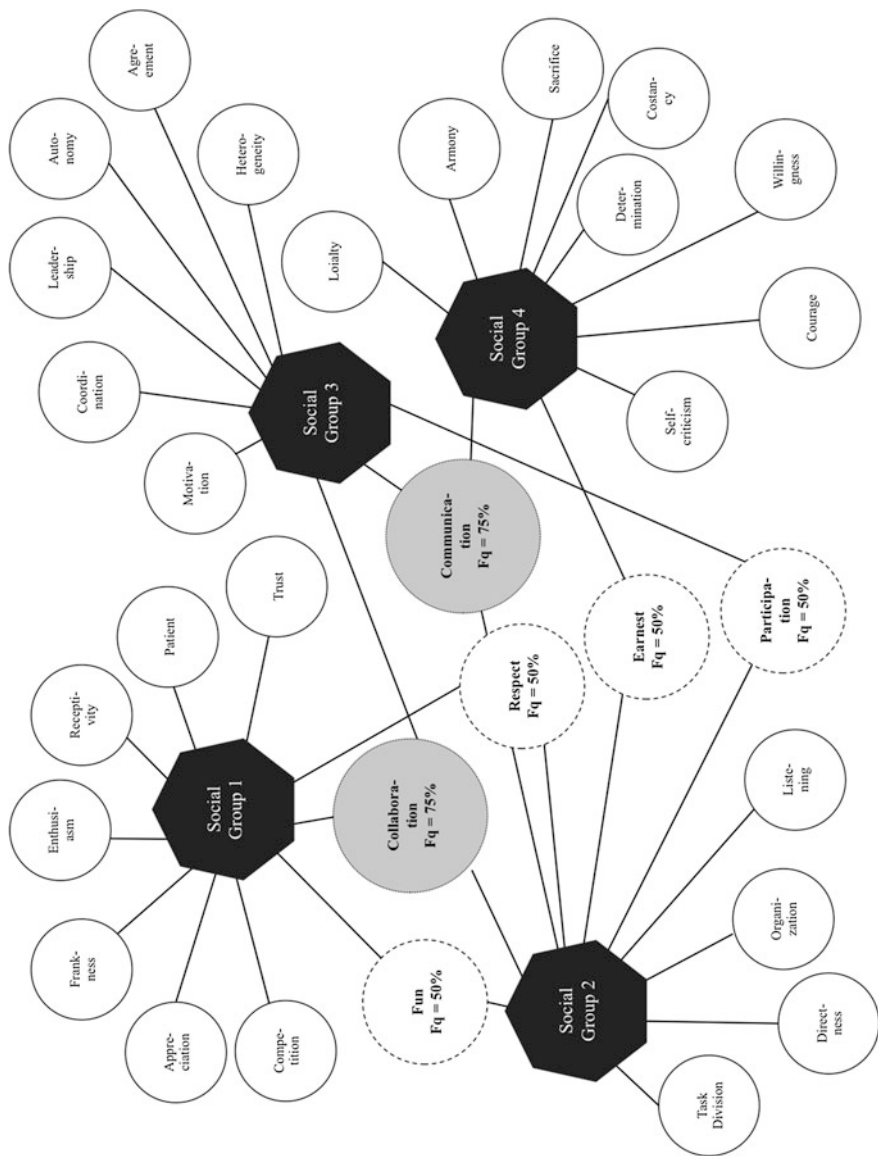 Frank-
ness
Enthusi-
asm
Recepti-
vity
Patient
Trust
Appre-
ciation
Compe-
tition
Social
Group 1
Motiva-
tion
Coordi-
nation
Leader-
ship
Auto-
nomy
Agre-
ement
Hetero-
geneity
Social
Group 3
Fun
Fq = 50%
Collabora-
tion
Fq = 75%
Communica-
tion
Fq = 75%
Respect
Fq = 50%
Earnest
Fq = 50%
Participa-
tion
Fq = 50%
Social
Group 2
Task
Division
Direct-
ness
Organi-
zation
Liste-
ning
Social
Group 4
Loialty
Armony
Sacrifice
Costan-
cy
Deter-
mination
Willin-
gness
Courage
Self-
criticism